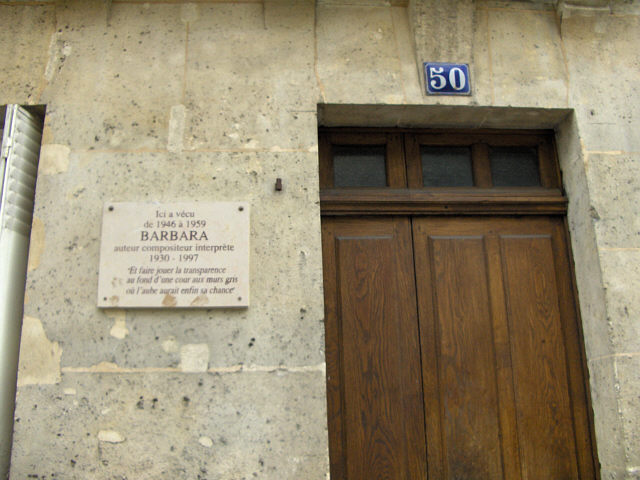 50
Ici a vécu
de 1946 à 1959
BARBARA
auteur compositeur interprète
1930 - 1997
"Et faire jouer la transparence
au fond d'une cour aux murs gris
où l'aube aurait enfin sa chance"